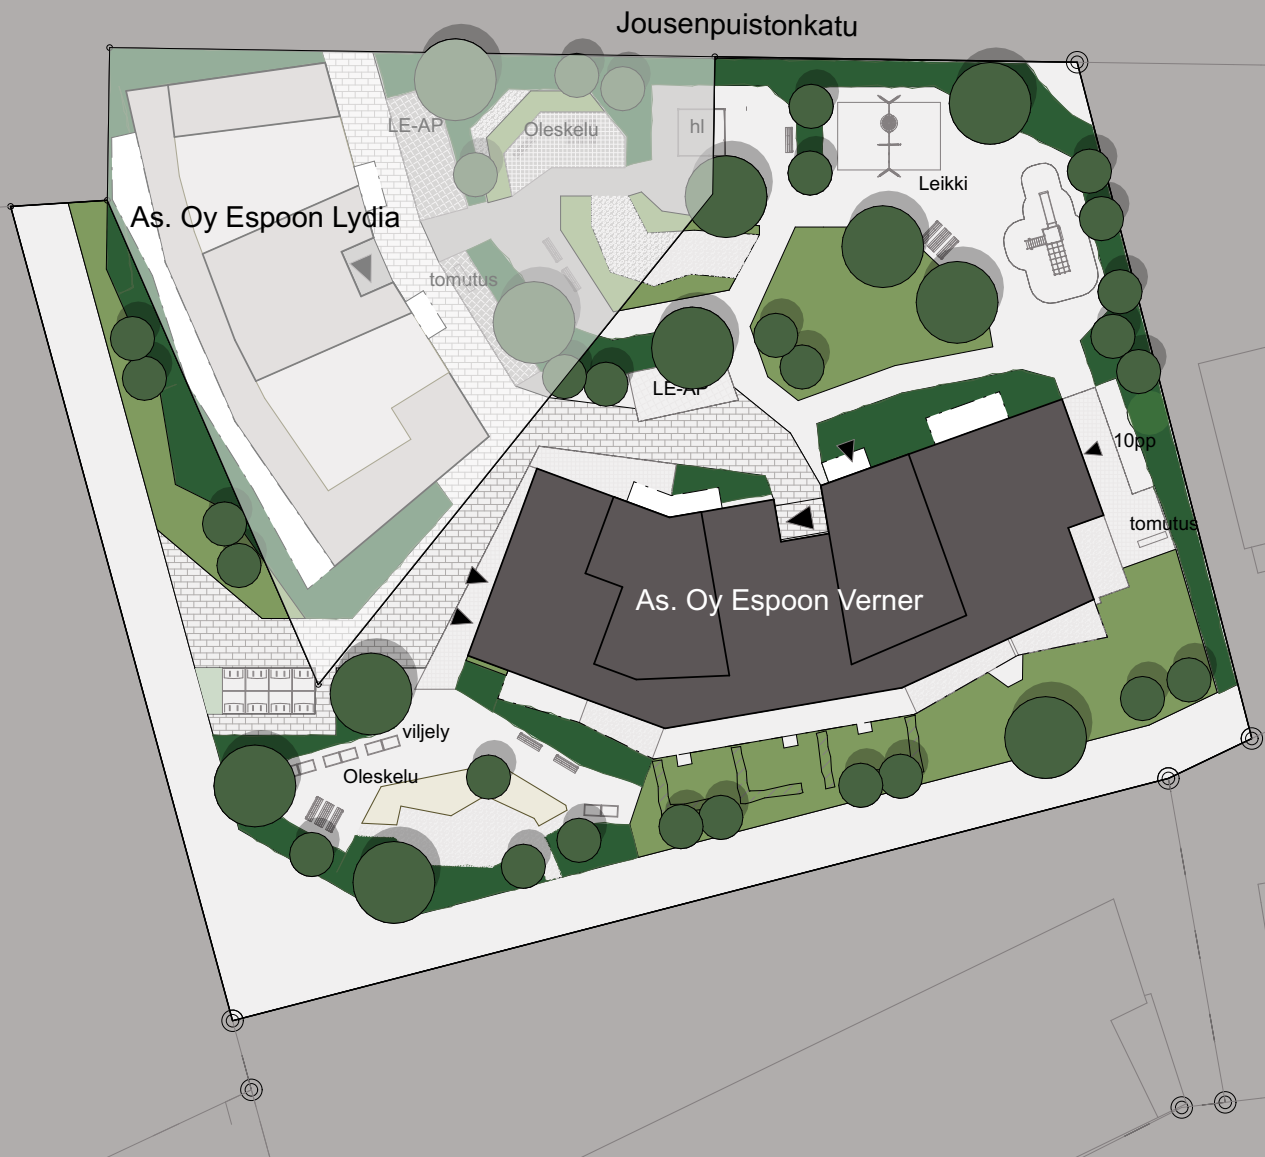 Jousenpuistonkatu
LE-AP
Oleskelu
hl
Leikki
As. Oy Espoon Lydia
tomutus
LE-AP
10pp
tomutus
As. Oy Espoon Verner
viljely
Oleskelu